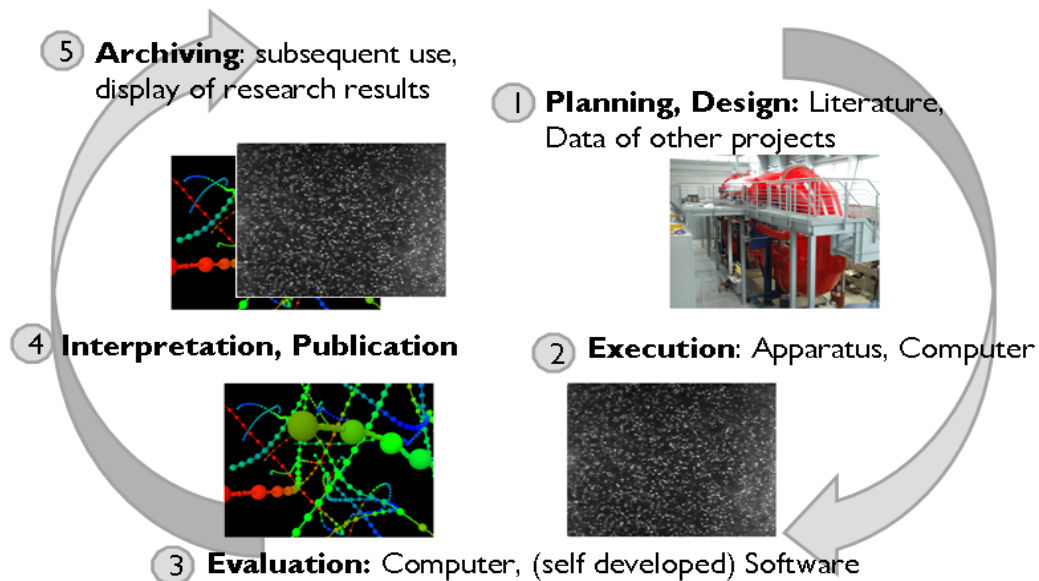 5 Archiving: subsequent use,
display of research results
1 Planning, Design: Literature,
Data of other projects
4 Interpretation, Publication
2 Execution: Apparatus, Computer
3 Evaluation: Computer, (self developed) Software